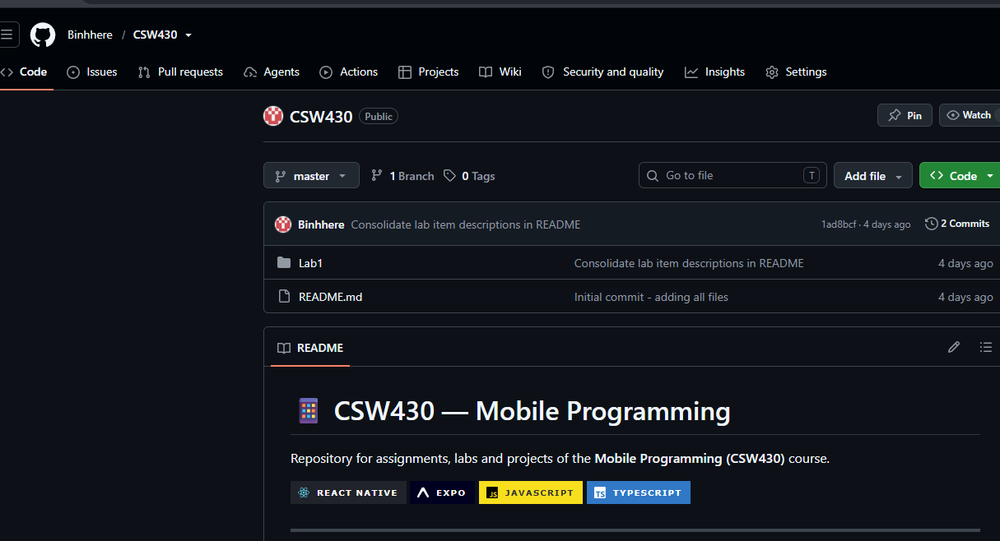 Binhhere / CSW430
Code Issues Pull requests Agents Actions Projects Wiki Security and quality Insights Settings
CSW430 Public Pin Watch
master 1 Branch 0 Tags Go to file T Add file Code
Binhhere Consolidate lab item descriptions in README 1ad8bcf · 4 days ago 2 Commits
Lab1 Consolidate lab item descriptions in README 4 days ago
README.md Initial commit - adding all files 4 days ago
README
CSW430 — Mobile Programming
Repository for assignments, labs and projects of the Mobile Programming (CSW430) course.
REACT NATIVE EXPO JS JAVASCRIPT TS TYPESCRIPT